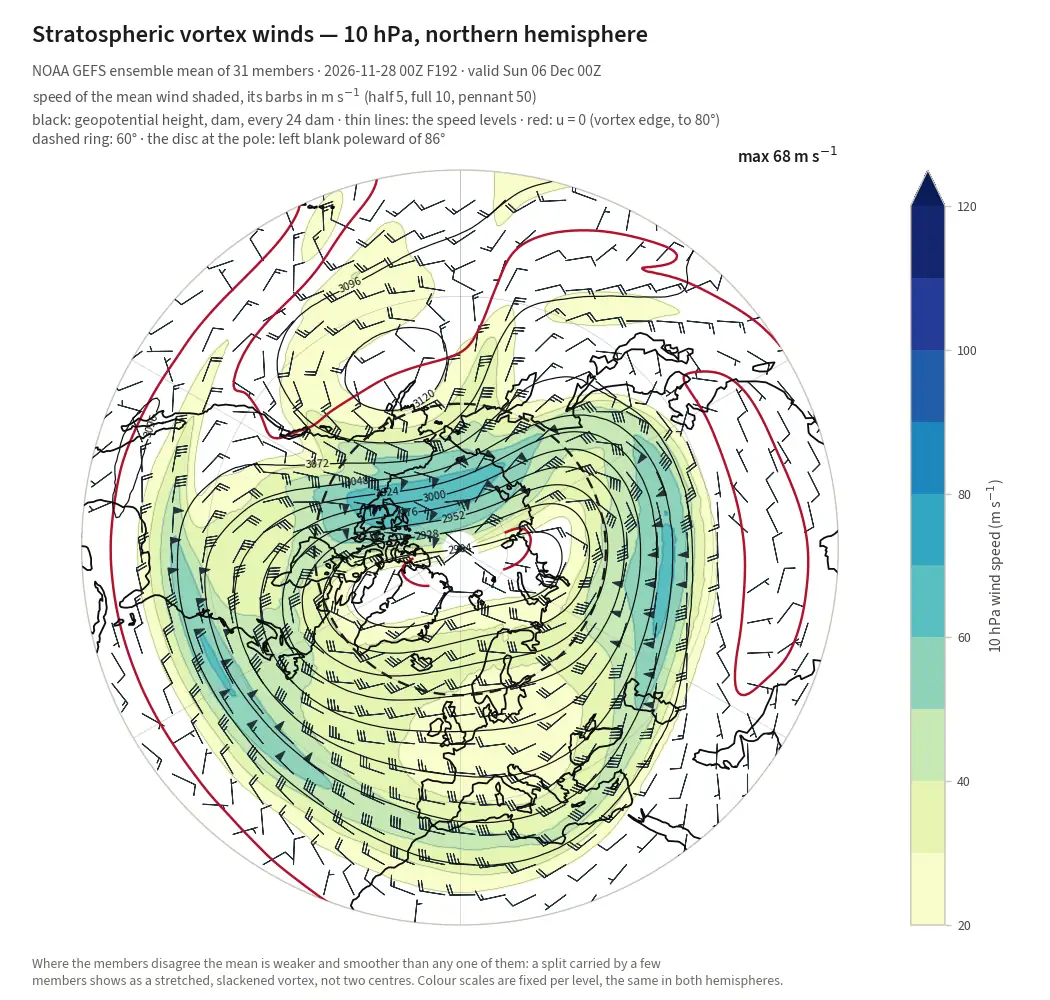 Stratospheric vortex winds — 10 hPa, northern hemisphere
NOAA GEFS ensemble mean of 31 members · 2026-11-28 00Z F192 · valid Sun 06 Dec 00Z
speed of the mean wind shaded, its barbs in m s⁻¹ (half 5, full 10, pennant 50)
black: geopotential height, dam, every 24 dam · thin lines: the speed levels · red: u = 0 (vortex edge, to 80°)
dashed ring: 60° · the disc at the pole: left blank poleward of 86°
max 68 m s⁻¹
120
100
80
60
40
20
10 hPa wind speed (m s⁻¹)
3096
3120
3072
3000
2952
Where the members disagree the mean is weaker and smoother than any one of them: a split carried by a few
members shows as a stretched, slackened vortex, not two centres. Colour scales are fixed per level, the same in both hemispheres.